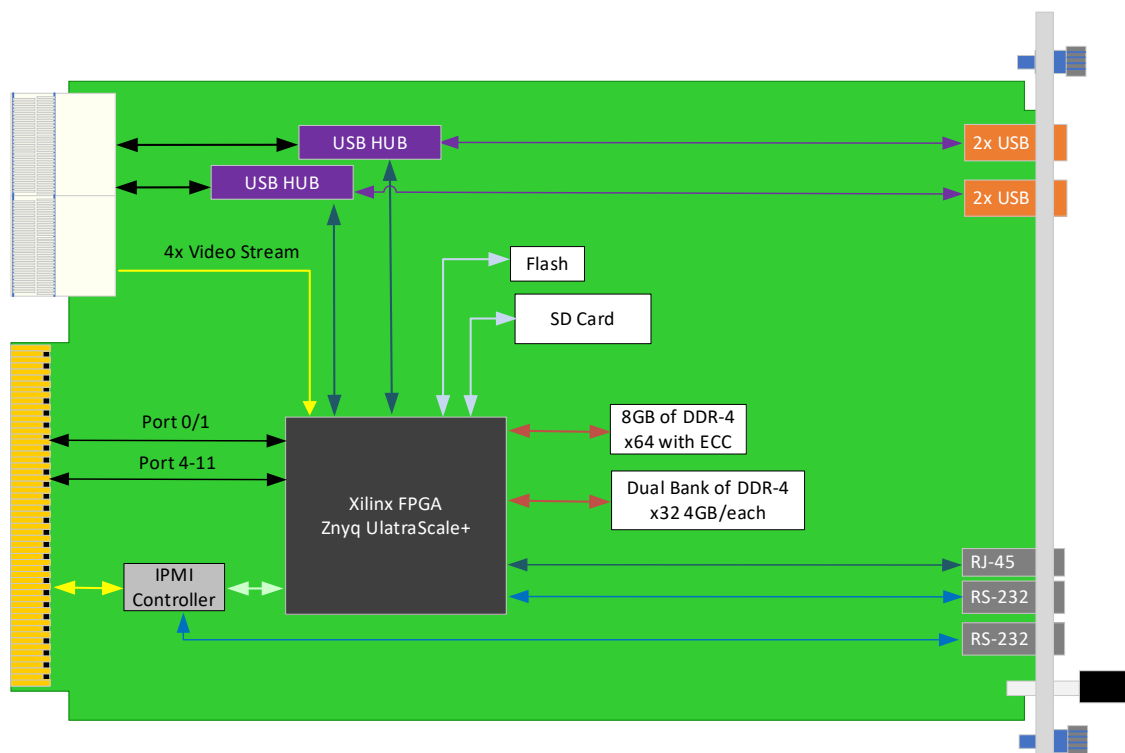 USB HUB
2x USB
USB HUB
2x USB
4x Video Stream
Flash
SD Card
Port 0/1
8GB of DDR-4
x64 with ECC
Port 4-11
Xilinx FPGA
Znyq UlatraScale+
Dual Bank of DDR-4
x32 4GB/each
IPMI
Controller
RJ-45
RS-232
RS-232